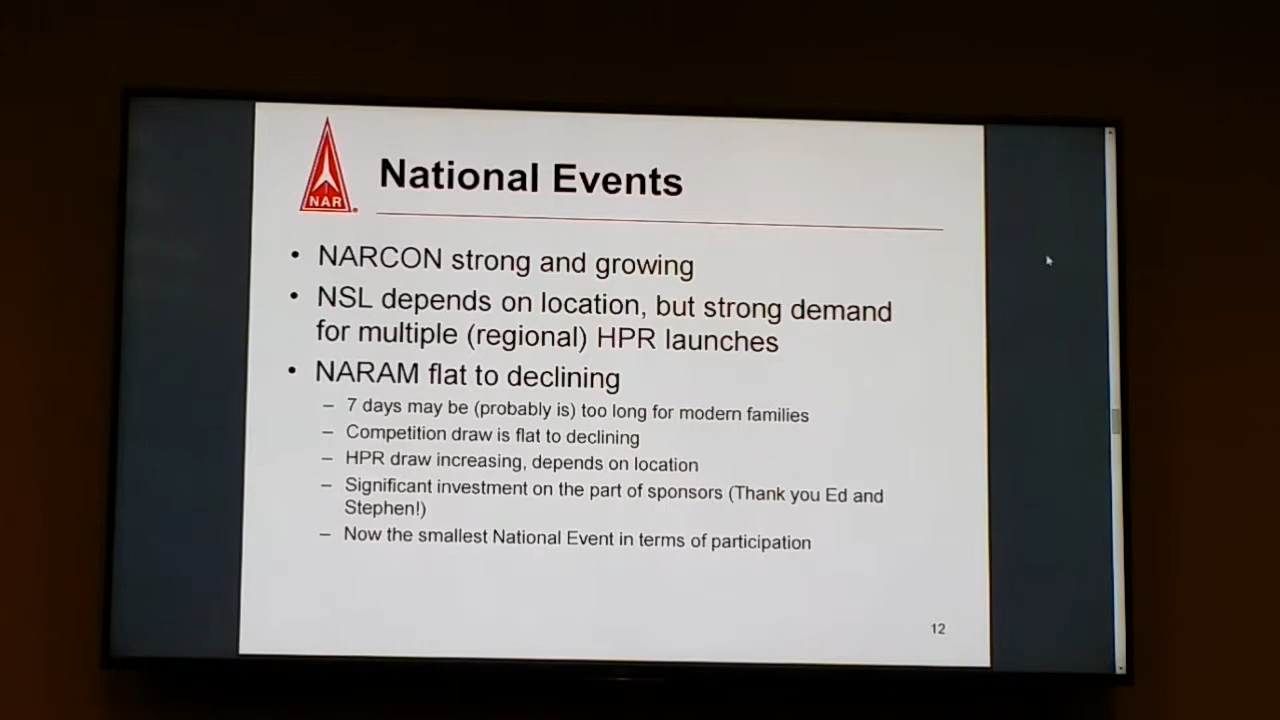 NAR
National Events
• NARCON strong and growing
• NSL depends on location, but strong demand
for multiple (regional) HPR launches
• NARAM flat to declining
– 7 days may be (probably is) too long for modern families
– Competition draw is flat to declining
– HPR draw increasing, depends on location
– Significant investment on the part of sponsors (Thank you Ed and
Stephen!)
– Now the smallest National Event in terms of participation
12